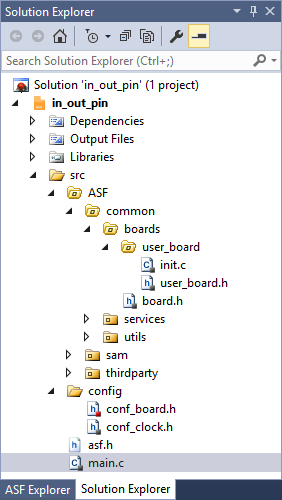 Solution Explorer
Search Solution Explorer (Ctrl+;)
Solution 'in_out_pin' (1 project)
in_out_pin
Dependencies
Output Files
Libraries
src
ASF
common
boards
user_board
init.c
user_board.h
board.h
services
utils
sam
thirdparty
config
conf_board.h
conf_clock.h
asf.h
main.c
ASF Explorer Solution Explorer